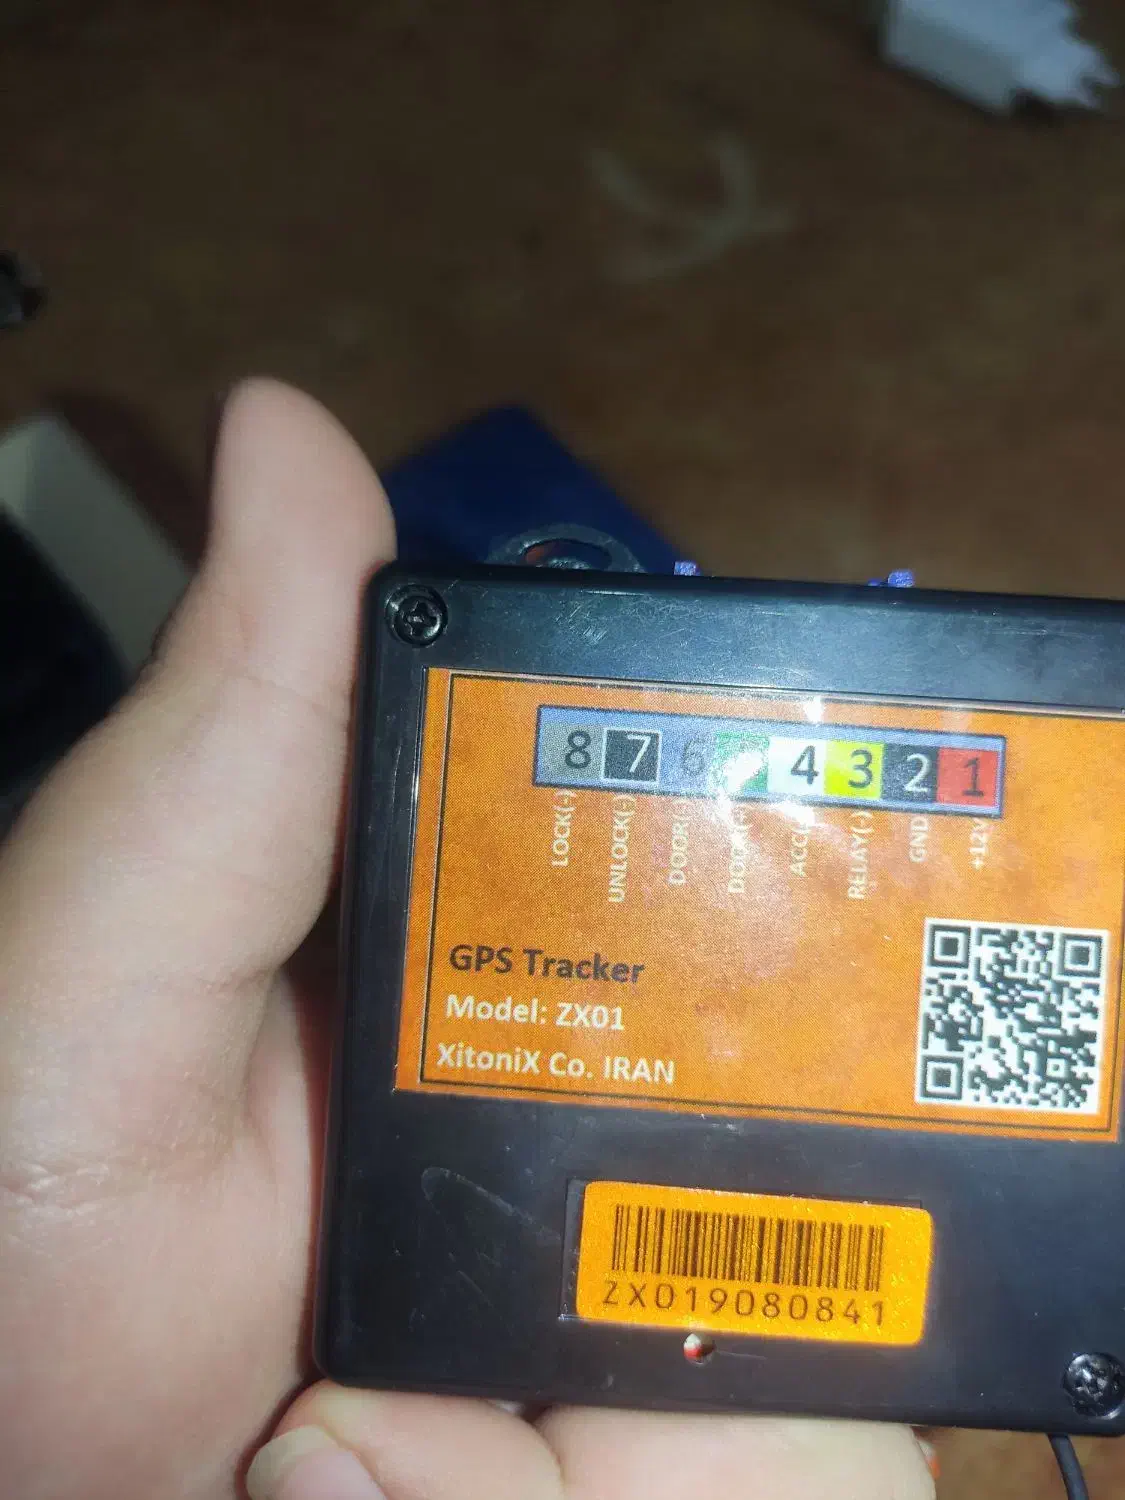 8 7 6 4 3 2 1
LOCK(-)
UNLOCK(-)
DOOR(-)
RELAY(-)
GND
+12V
GPS Tracker
Model: ZX01
XitoniX Co. IRAN
ZX019080841